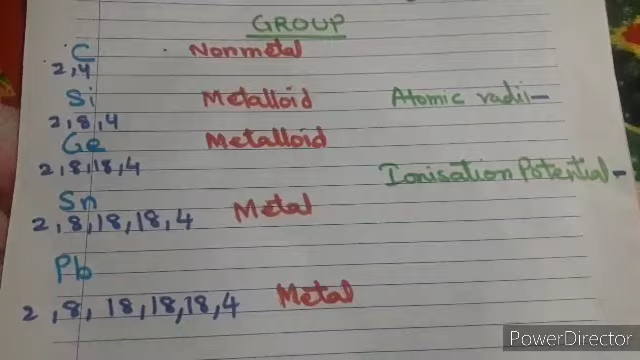 GROUP
C Nonmetal
2,4
Si Metalloid Atomic radii-
2,8,4
Ge Metalloid
2,8,18,4 Ionisation Potential-
Sn
2,8,18,18,4 Metal
Pb
2,8,18,18,18,4 Metal
PowerDirector